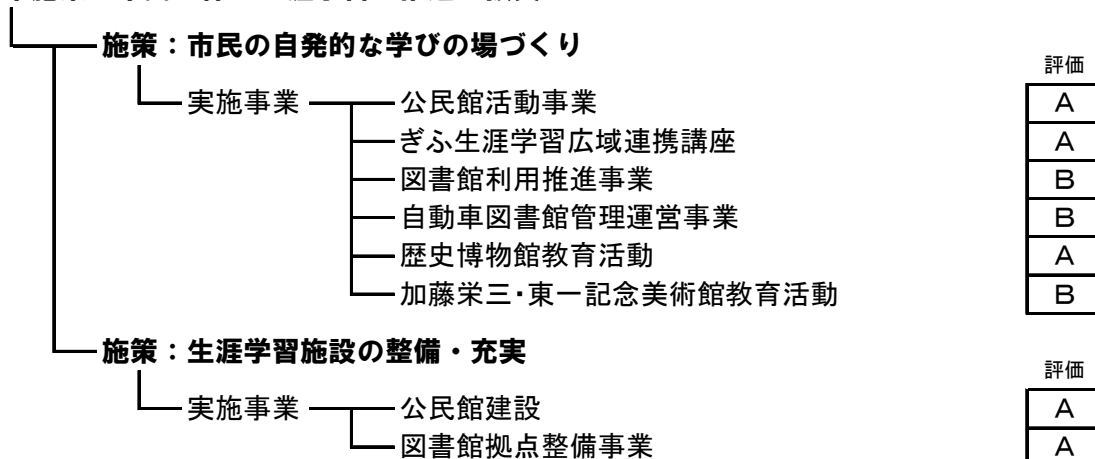 施策：市民の自発的な学びの場づくり
評価
実施事業 公民館活動事業 A
ぎふ生涯学習広域連携講座 A
図書館利用推進事業 B
自動車図書館管理運営事業 B
歴史博物館教育活動 A
加藤栄三・東一記念美術館教育活動 B
施策：生涯学習施設の整備・充実
評価
実施事業 公民館建設 A
図書館拠点整備事業 A